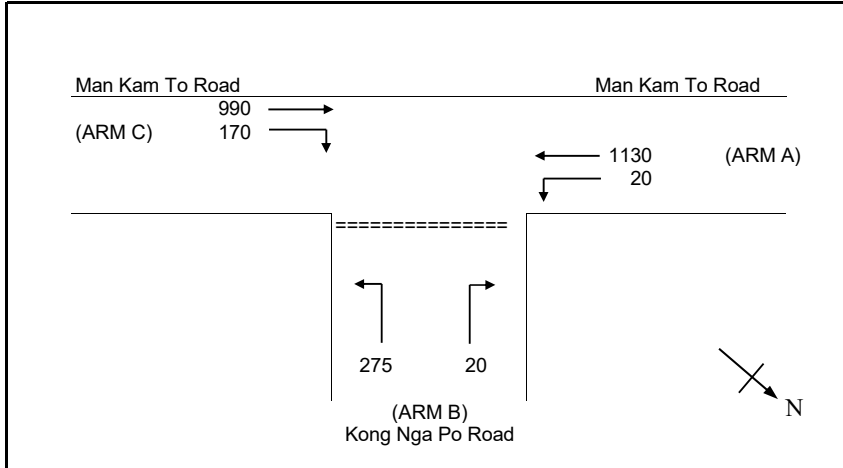 Man Kam To Road Man Kam To Road
990
(ARM C) 170
1130 (ARM A)
20
275 20
(ARM B)
Kong Nga Po Road
N